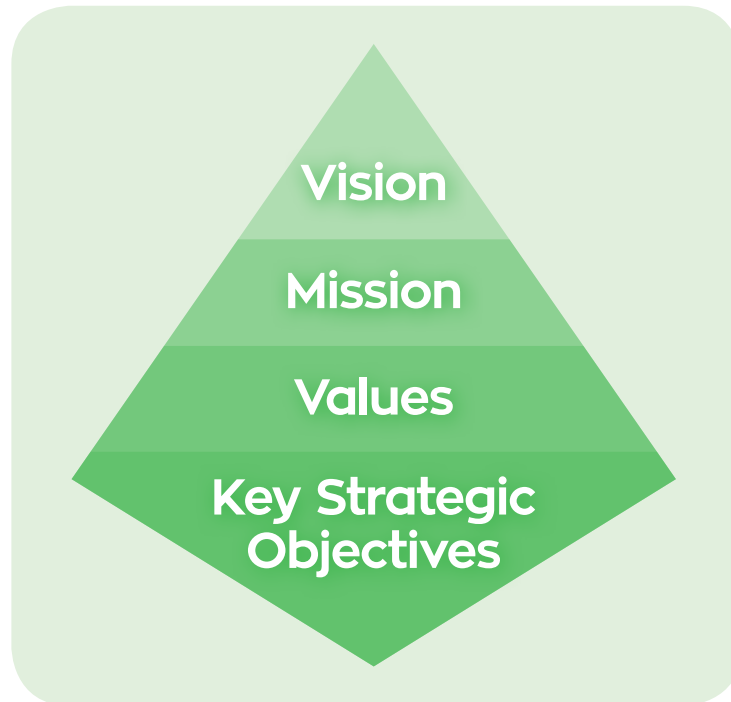 Vision
Mission
Values
Key Strategic
Objectives